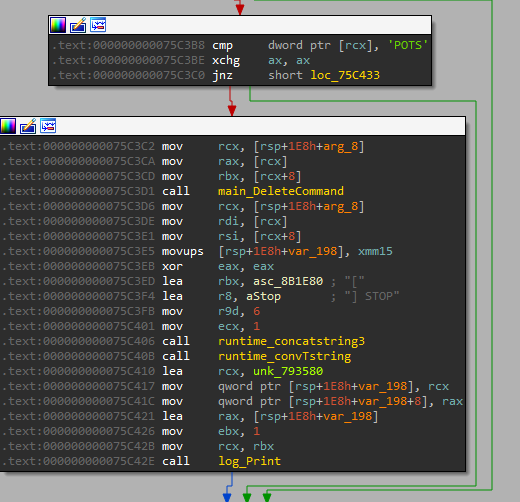 .text:000000000075C3B8 cmp dword ptr [rcx], 'POTS'
.text:000000000075C3BE xchg ax, ax
.text:000000000075C3C0 jnz short loc_75C433
.text:000000000075C3C2 mov rcx, [rsp+1E8h+arg_8]
.text:000000000075C3CA mov rax, [rcx]
.text:000000000075C3CD mov rbx, [rcx+8]
.text:000000000075C3D1 call main_DeleteCommand
.text:000000000075C3D6 mov rcx, [rsp+1E8h+arg_8]
.text:000000000075C3DE mov rdi, [rcx]
.text:000000000075C3E1 mov rsi, [rcx+8]
.text:000000000075C3E5 movups [rsp+1E8h+var_198], xmm15
.text:000000000075C3EB xor eax, eax
.text:000000000075C3ED lea rbx, asc_8B1E80 ; "["
.text:000000000075C3F4 lea r8, aStop ; "] STOP"
.text:000000000075C3FB mov r9d, 6
.text:000000000075C401 mov ecx, 1
.text:000000000075C406 call runtime_concatstring3
.text:000000000075C40B call runtime_convTstring
.text:000000000075C410 lea rcx, unk_793580
.text:000000000075C417 mov qword ptr [rsp+1E8h+var_198], rcx
.text:000000000075C41C mov qword ptr [rsp+1E8h+var_198+8], rax
.text:000000000075C421 lea rax, [rsp+1E8h+var_198]
.text:000000000075C426 mov ebx, 1
.text:000000000075C42B mov rcx, rbx
.text:000000000075C42E call log_Print